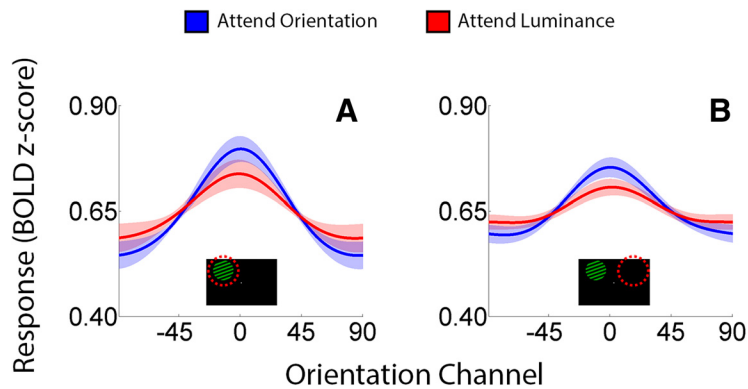 Attend Orientation
Attend Luminance
Response (BOLD z-score)
A
0.90
0.65
0.40
-45
0
45
90
B
0.90
0.65
0.40
-45
0
45
90
Orientation Channel